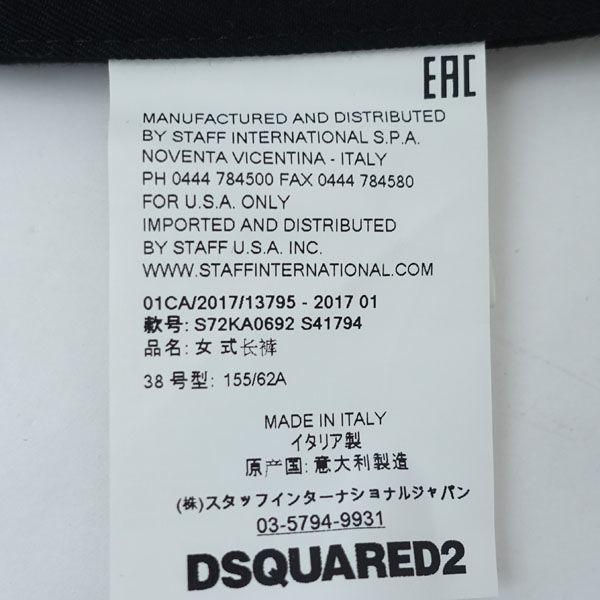 EAC
MANUFACTURED AND DISTRIBUTED
BY STAFF INTERNATIONAL S.P.A.
NOVENTA VICENTINA - ITALY
PH 0444 784500 FAX 0444 784580
FOR U.S.A. ONLY
IMPORTED AND DISTRIBUTED
BY STAFF U.S.A. INC.
WWW.STAFFINTERNATIONAL.COM
01CA/2017/13795 - 2017 01
款号: S72KA0692 S41794
品名: 女 式长裤
38 号型: 155/62A
MADE IN ITALY
イタリア製
原产国: 意大利製造
(株)スタッフインターナショナルジャパン
03-5794-9931
DSQUARED2